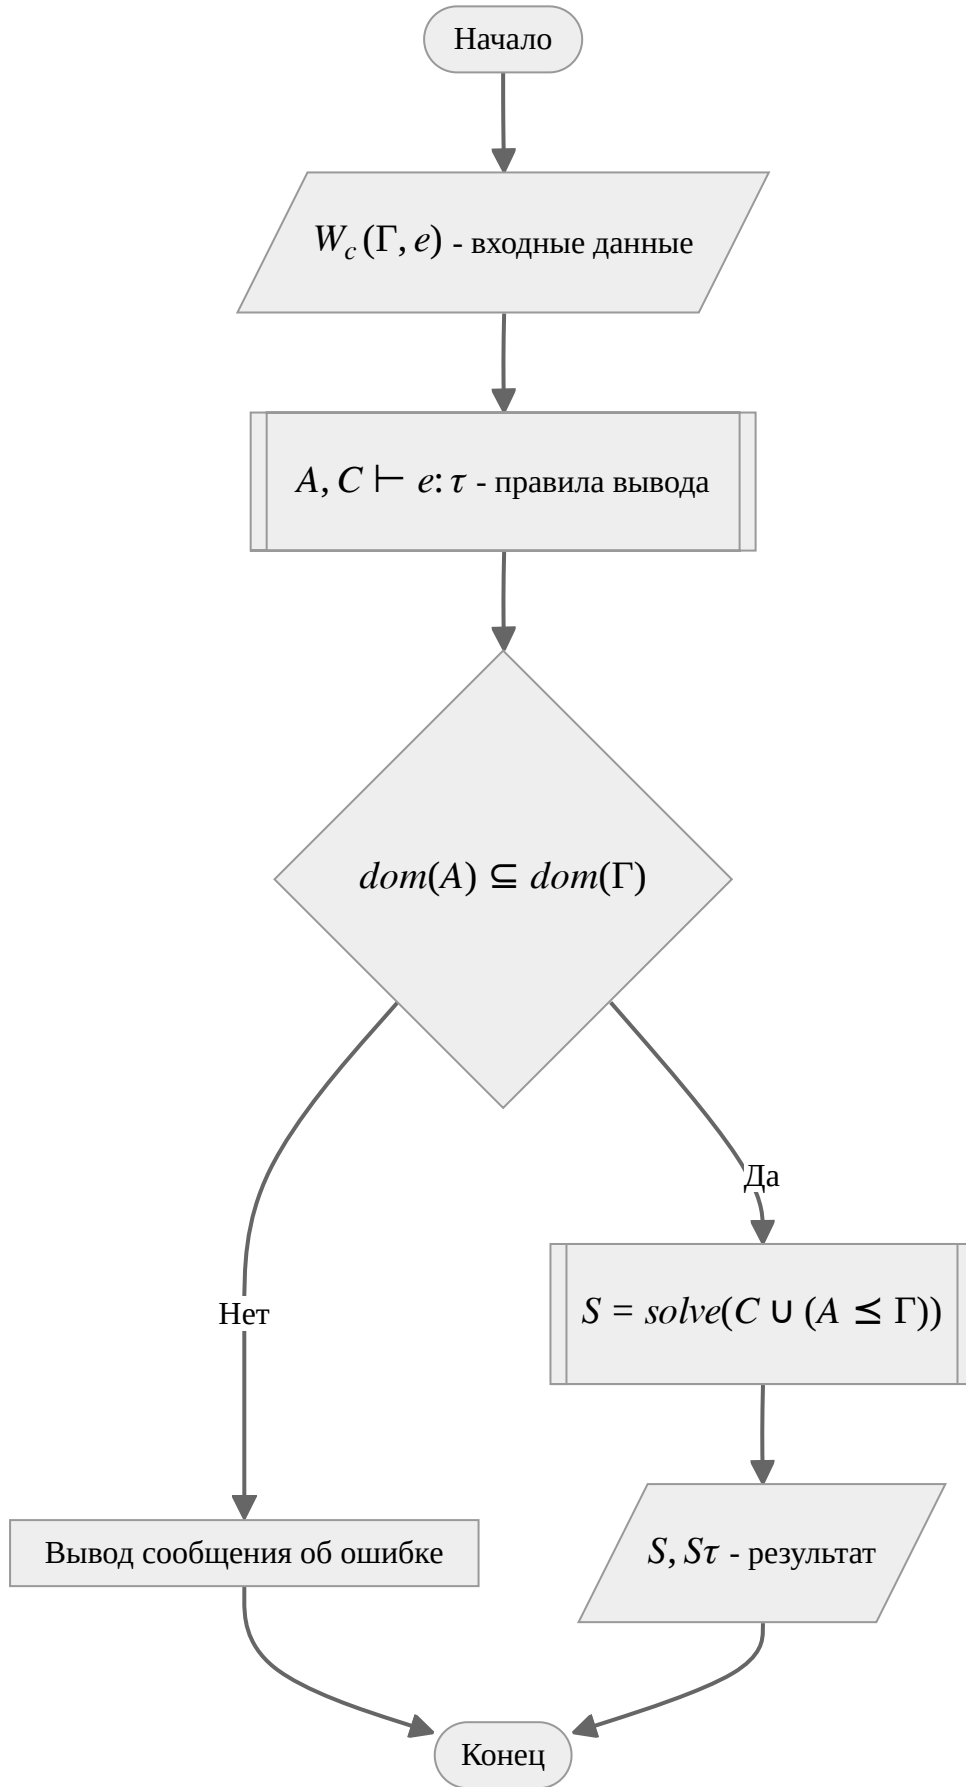 Начало
W_c(Γ, e) - входные данные
A, C ⊢ e: τ - правила вывода
dom(A) ⊆ dom(Γ)
Да
Нет
S = solve(C ∪ (A ⪯ Γ))
Вывод сообщения об ошибке
S, Sτ - результат
Конец